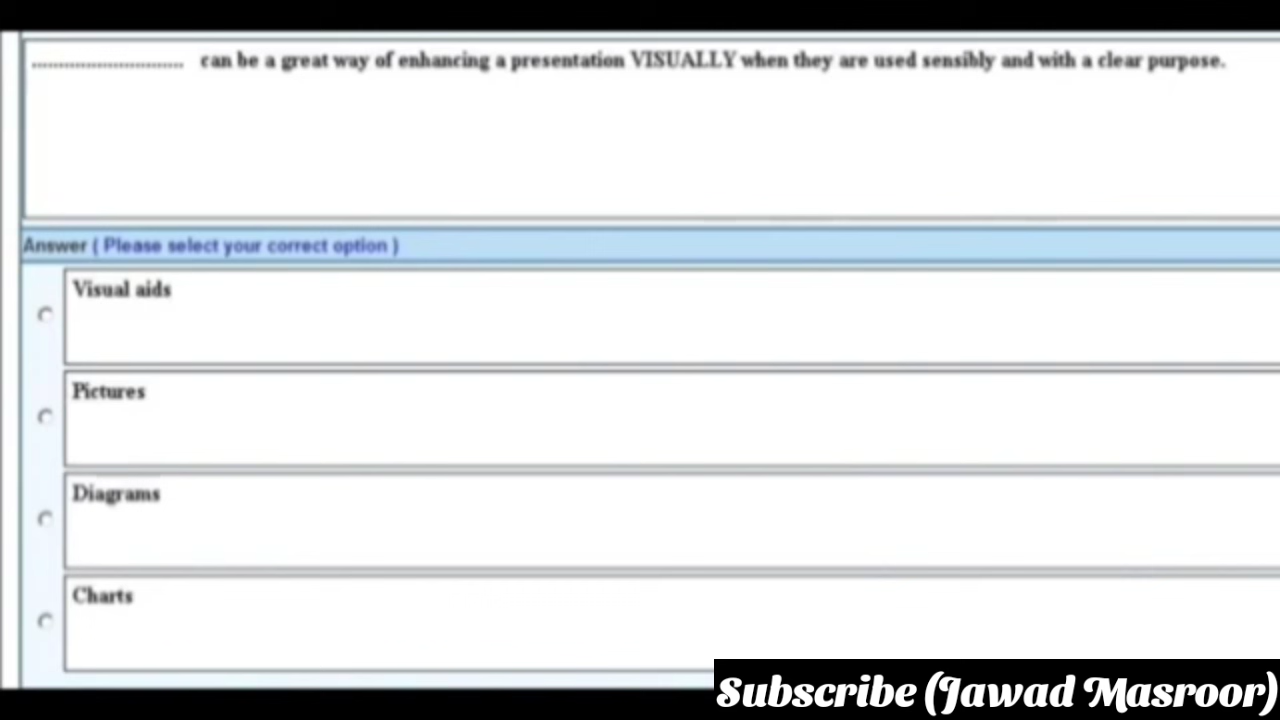 ............................. can be a great way of enhancing a presentation VISUALLY when they are used sensibly and with a clear purpose.
Answer ( Please select your correct option )
Visual aids
Pictures
Diagrams
Charts
Subscribe (Jawad Masroor)